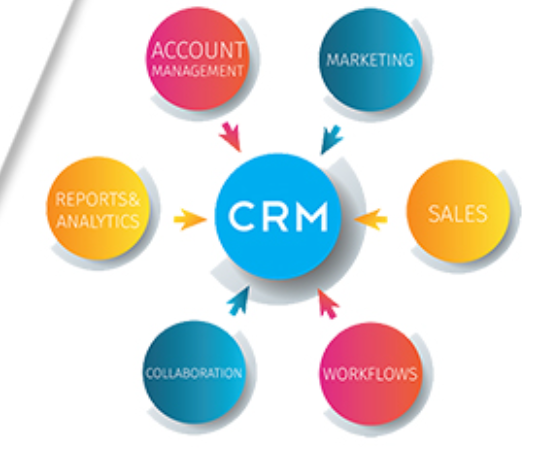 ACCOUNT
MANAGEMENT
MARKETING
REPORTS&
ANALYTICS
CRM
SALES
COLLABORATION
WORKFLOWS